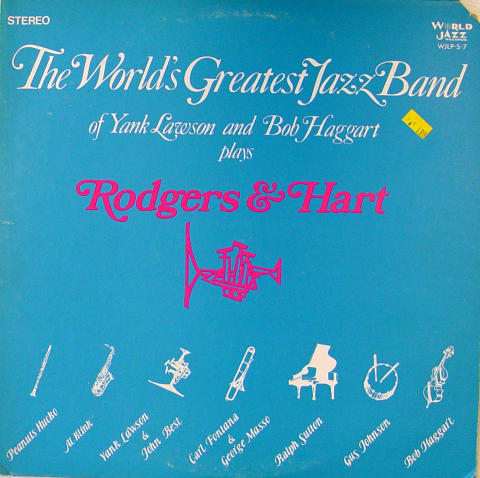 STEREO
WORLD
JAZZ
RECORDS
WJLP-S-7
The World's Greatest Jazz Band
of Yank Lawson and Bob Haggart
plays
Rodgers & Hart
Peanuts Hucko
Al Klink
Yank Lawson
&
John Best
Carl Fontana
&
George Masso
Ralph Sutton
Gus Johnson
Bob Haggart